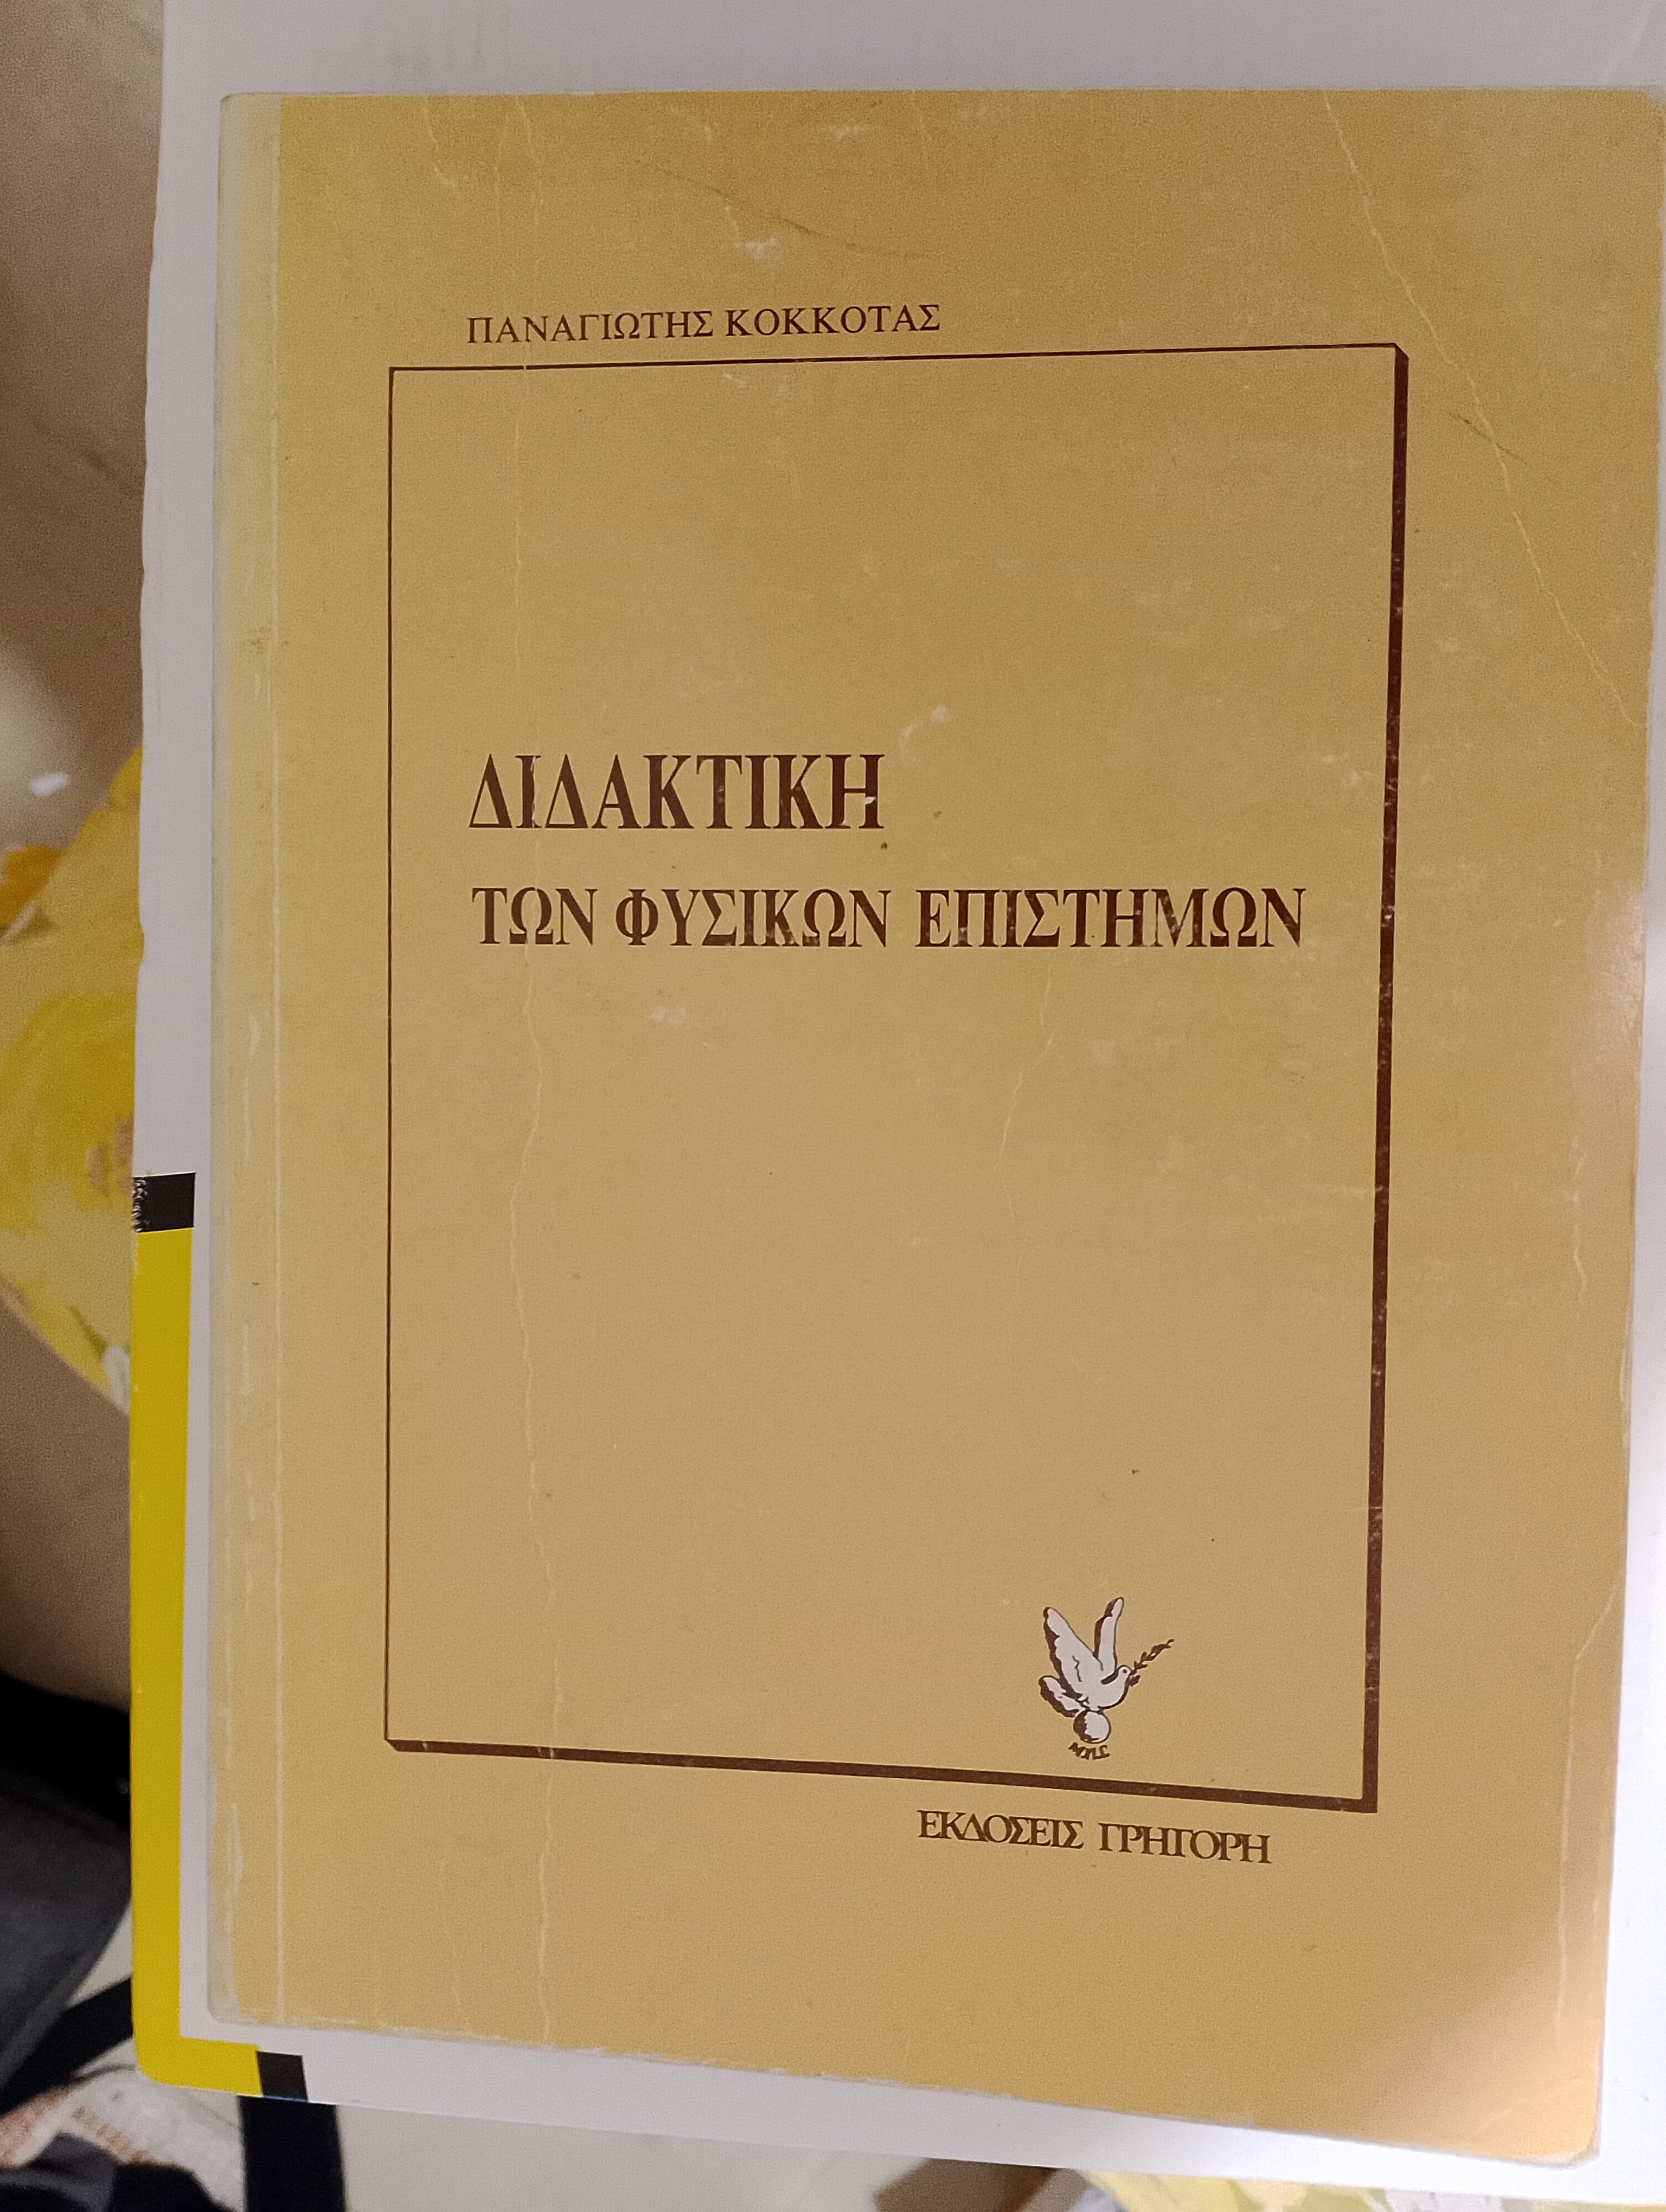 ΠΑΝΑΓΙΩΤΗΣ ΚΟΚΚΟΤΑΣ
ΔΙΔΑΚΤΙΚΗ
ΤΩΝ ΦΥΣΙΚΩΝ ΕΠΙΣΤΗΜΩΝ
ΕΚΔΟΣΕΙΣ ΓΡΗΓΟΡΗ